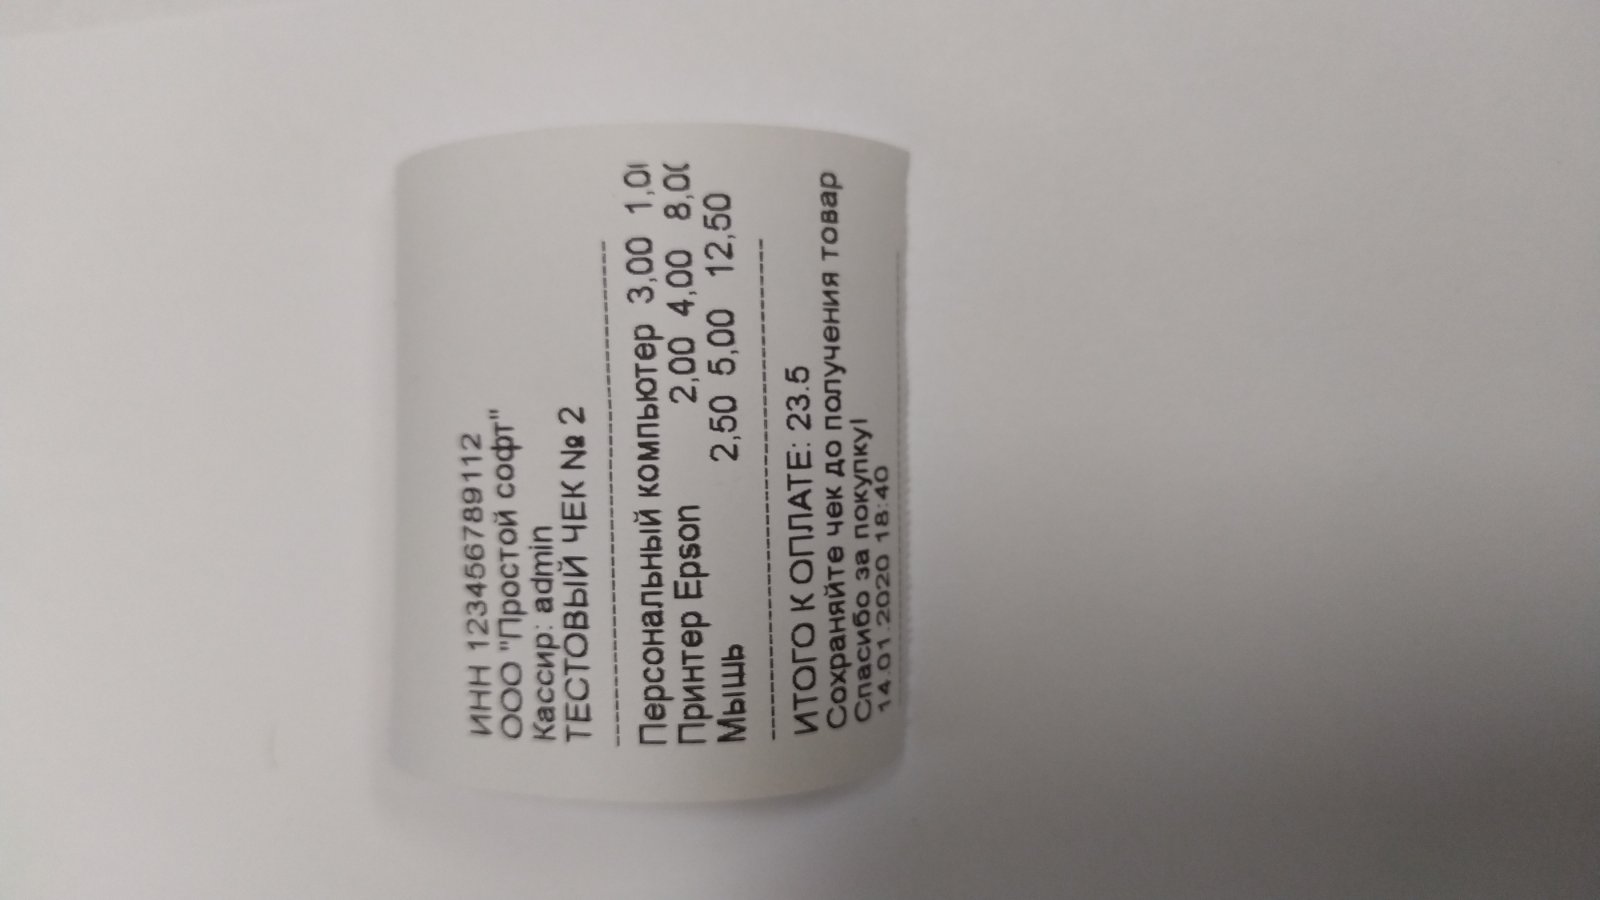 ИНН 123456789112
ООО "Простой софт"
Кассир: admin
ТЕСТОВЫЙ ЧЕК № 2
--------------------------------------------------
Персональный компьютер 3,00
Принтер Epson 2,00 4,00
Мышь 2,50 5,00 12,50
--------------------------------------------------
ИТОГО К ОПЛАТЕ: 23.5
Сохраняйте чек до получения товар
Спасибо за покупку!
14.01.2020 18:40